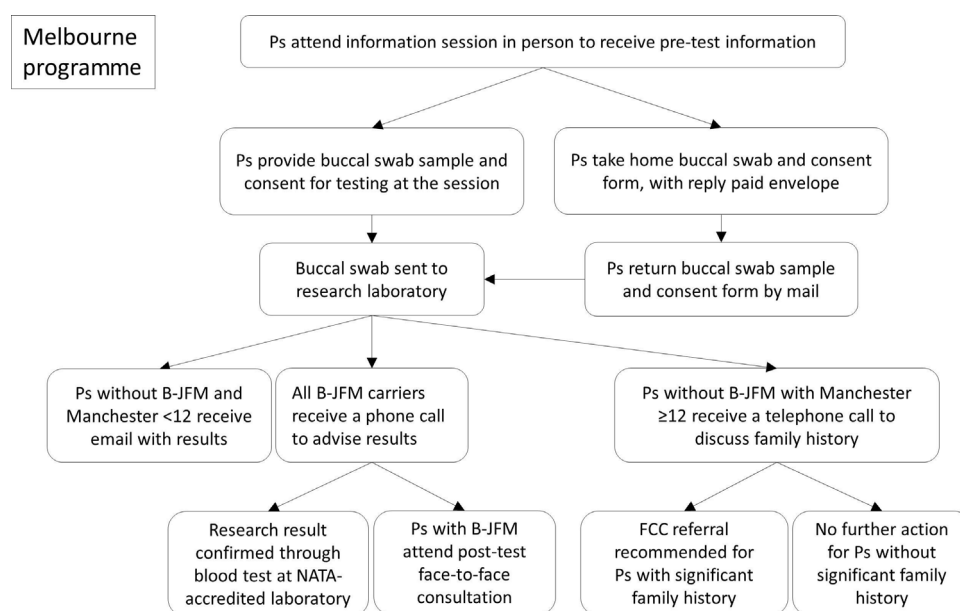 Melbourne
programme
Ps attend information session in person to receive pre-test information
Ps provide buccal swab sample and
consent for testing at the session
Ps take home buccal swab and consent
form, with reply paid envelope
Buccal swab sent to
research laboratory
Ps return buccal swab sample
and consent form by mail
Ps without B-JFM and
Manchester <12 receive
email with results
All B-JFM carriers
receive a phone call
to advise results
Ps without B-JFM with Manchester
≥12 receive a telephone call to
discuss family history
Research result
confirmed through
blood test at NATA-
accredited laboratory
Ps with B-JFM
attend post-test
face-to-face
consultation
FCC referral
recommended for
Ps with significant
family history
No further action
for Ps without
significant family
history